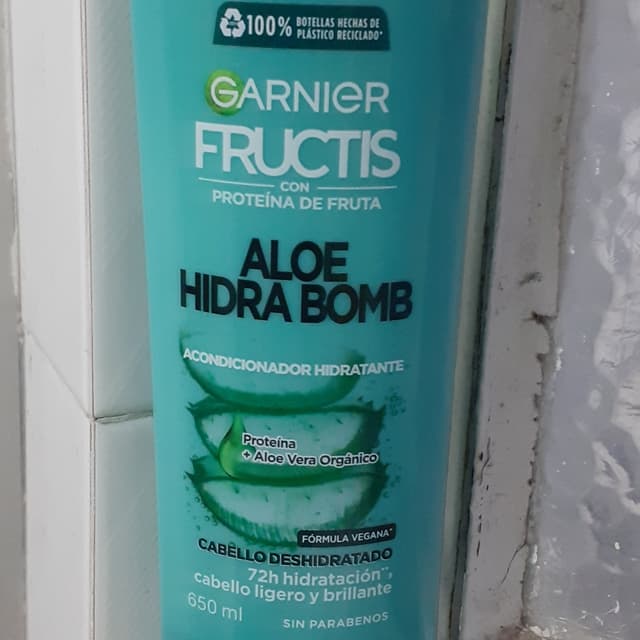 100% BOTELLAS HECHAS DE
PLÁSTICO RECICLADO*
GARNIER
FRUCTIS
CON
PROTEÍNA DE FRUTA
ALOE
HIDRA BOMB
ACONDICIONADOR HIDRATANTE
Proteína
+ Aloe Vera Orgánico
FÓRMULA VEGANA*
CABELLO DESHIDRATADO
72h hidratación**,
cabello ligero y brillante
650 ml
SIN PARABENOS